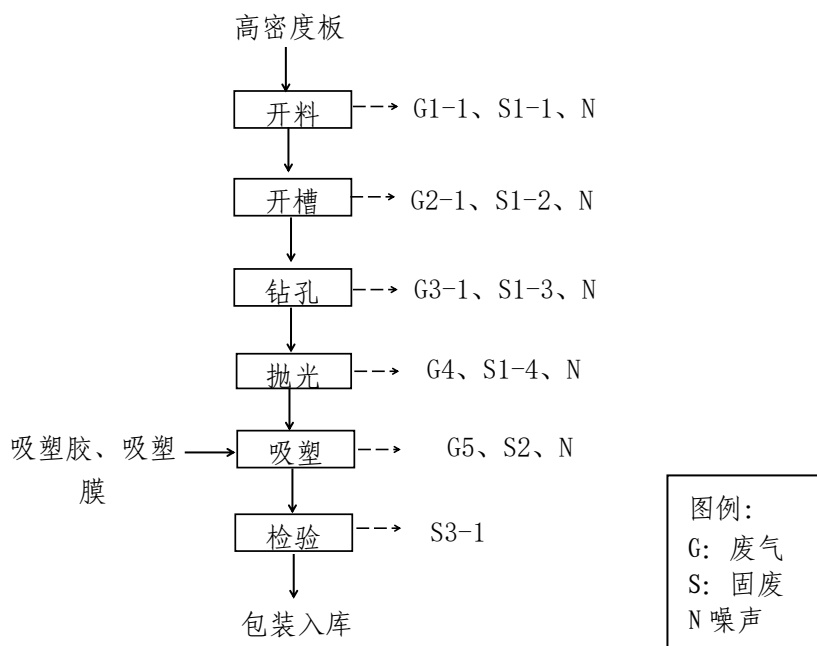 高密度板
开料
G1-1、S1-1、N
开槽
G2-1、S1-2、N
钻孔
G3-1、S1-3、N
抛光
G4、S1-4、N
吸塑胶、吸塑
膜
吸塑
G5、S2、N
检验
S3-1
包装入库
图例:
G: 废气
S: 固废
N 噪声